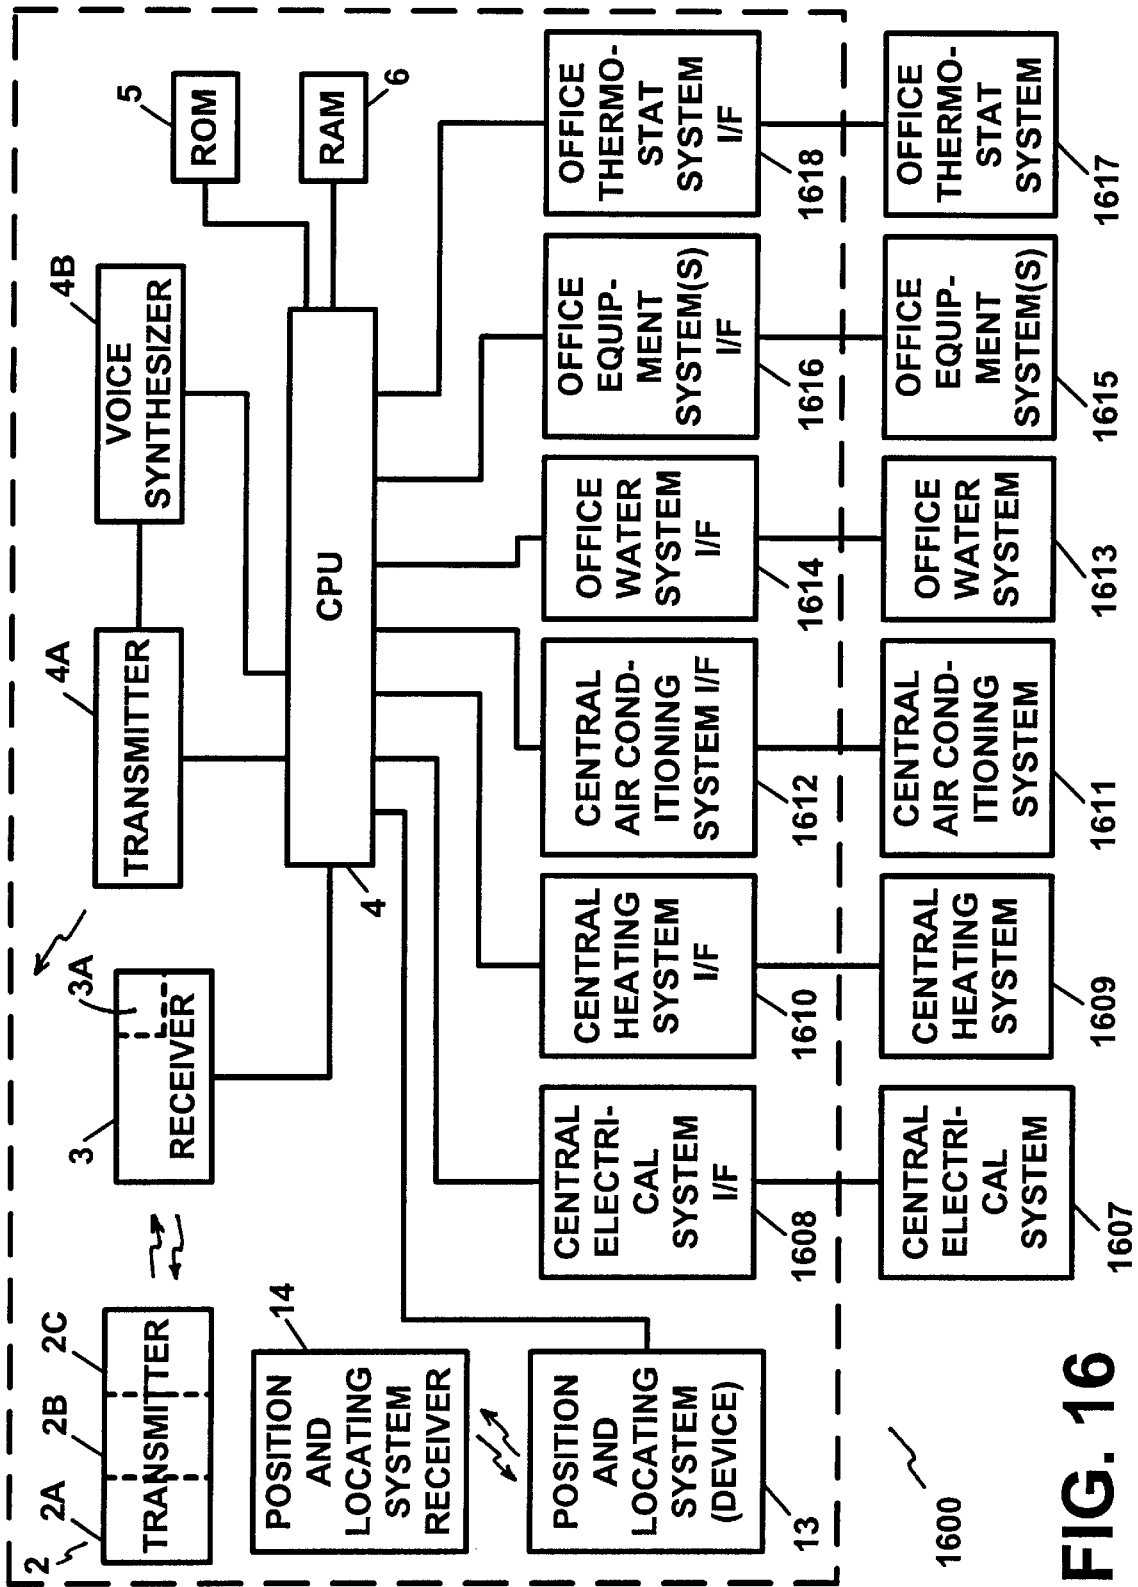 2
2A
2B
2C
TRANSMITTER
3
3A
RECEIVER
4A
TRANSMITTER
4B
VOICE
SYNTHESIZER
5
ROM
6
RAM
14
POSITION
AND
LOCATING
SYSTEM
RECEIVER
CPU
4
POSITION
AND
LOCATING
SYSTEM
(DEVICE)
13
CENTRAL
ELECTRI-
CAL
SYSTEM
I/F
1608
CENTRAL
HEATING
SYSTEM
I/F
1610
CENTRAL
AIR COND-
ITIONING
SYSTEM I/F
1612
OFFICE
WATER
SYSTEM
I/F
1614
OFFICE
EQUIP-
MENT
SYSTEM(S)
I/F
1616
OFFICE
THERMO-
STAT
SYSTEM
I/F
1618
CENTRAL
ELECTRI-
CAL
SYSTEM
1607
CENTRAL
HEATING
SYSTEM
1609
CENTRAL
AIR COND-
ITIONING
SYSTEM
1611
OFFICE
WATER
SYSTEM
1613
OFFICE
EQUIP-
MENT
SYSTEM(S)
1615
OFFICE
THERMO-
STAT
SYSTEM
1617
1600
FIG. 16